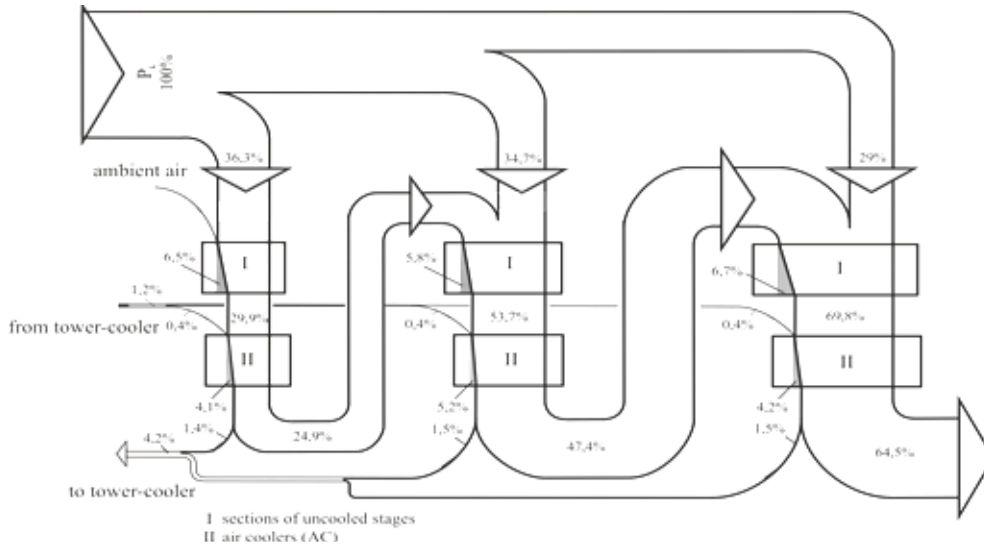 P_i
100%
36,3%
34,7%
29%
ambient air
6,5%
I
5,8%
I
6,7%
I
1,2%
29,9%
53,7%
69,8%
from tower-cooler
0,4%
0,4%
0,4%
II
II
II
4,1%
5,2%
4,2%
1,4%
24,9%
1,5%
47,4%
1,5%
64,5%
4,2%
to tower-cooler
I sections of uncooled stages
II air coolers (AC)